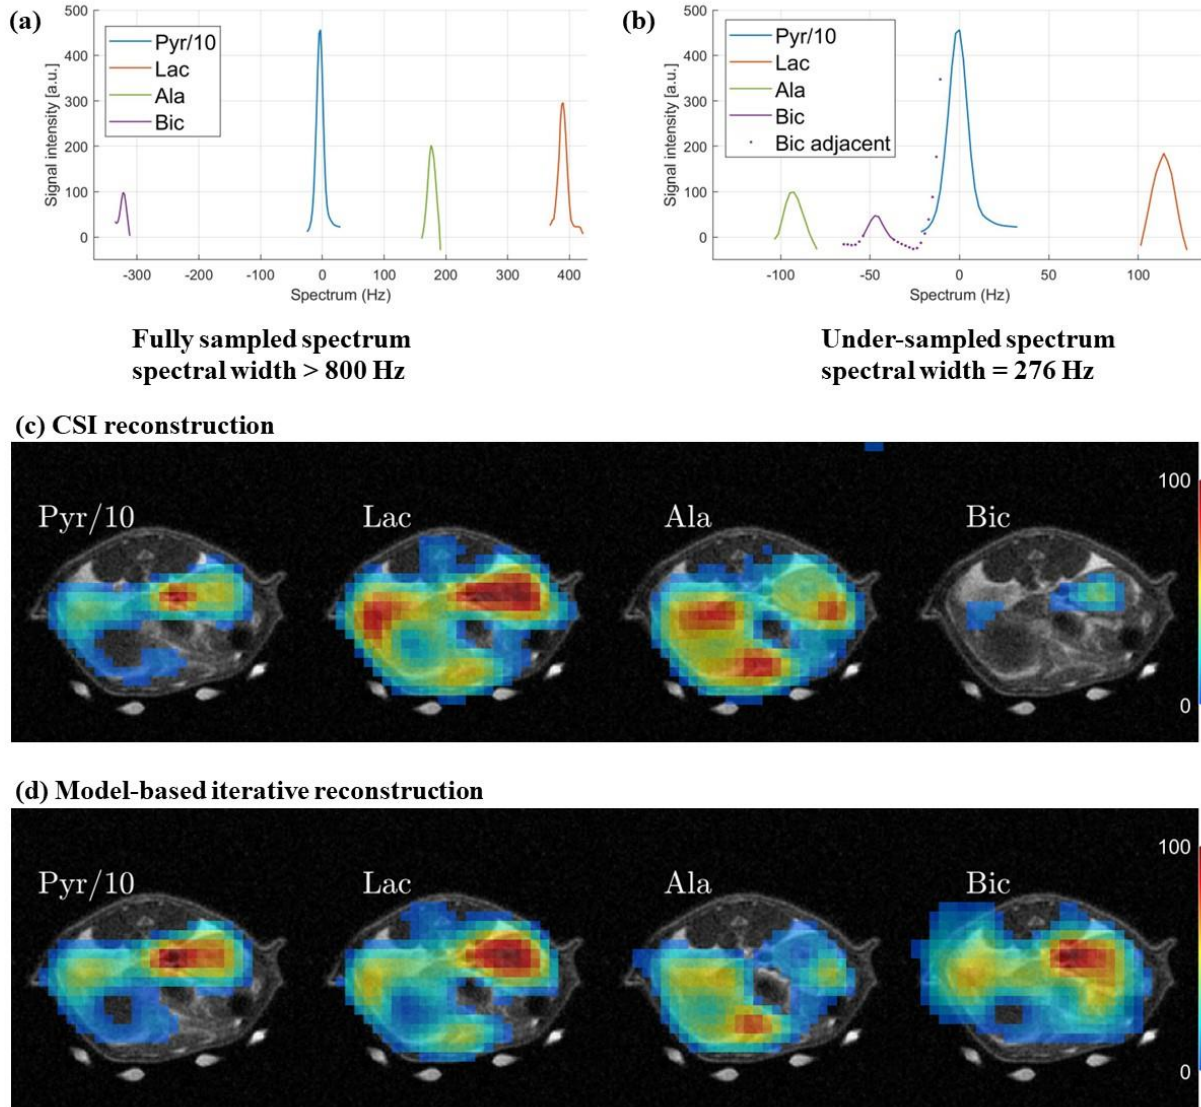 (a)
500
400
300
200
100
0
Signal intensity [a.u.]
Pyr/10
Lac
Ala
Bic
-300 -200 -100 0 100 200 300 400
Spectrum (Hz)
Fully sampled spectrum
spectral width > 800 Hz
(b)
500
400
300
200
100
0
Signal intensity [a.u.]
Pyr/10
Lac
Ala
Bic
Bic adjacent
-100 -50 0 50 100
Spectrum (Hz)
Under-sampled spectrum
spectral width = 276 Hz
(c) CSI reconstruction
Pyr/10 Lac Ala Bic
100
0
(d) Model-based iterative reconstruction
Pyr/10 Lac Ala Bic
100
0